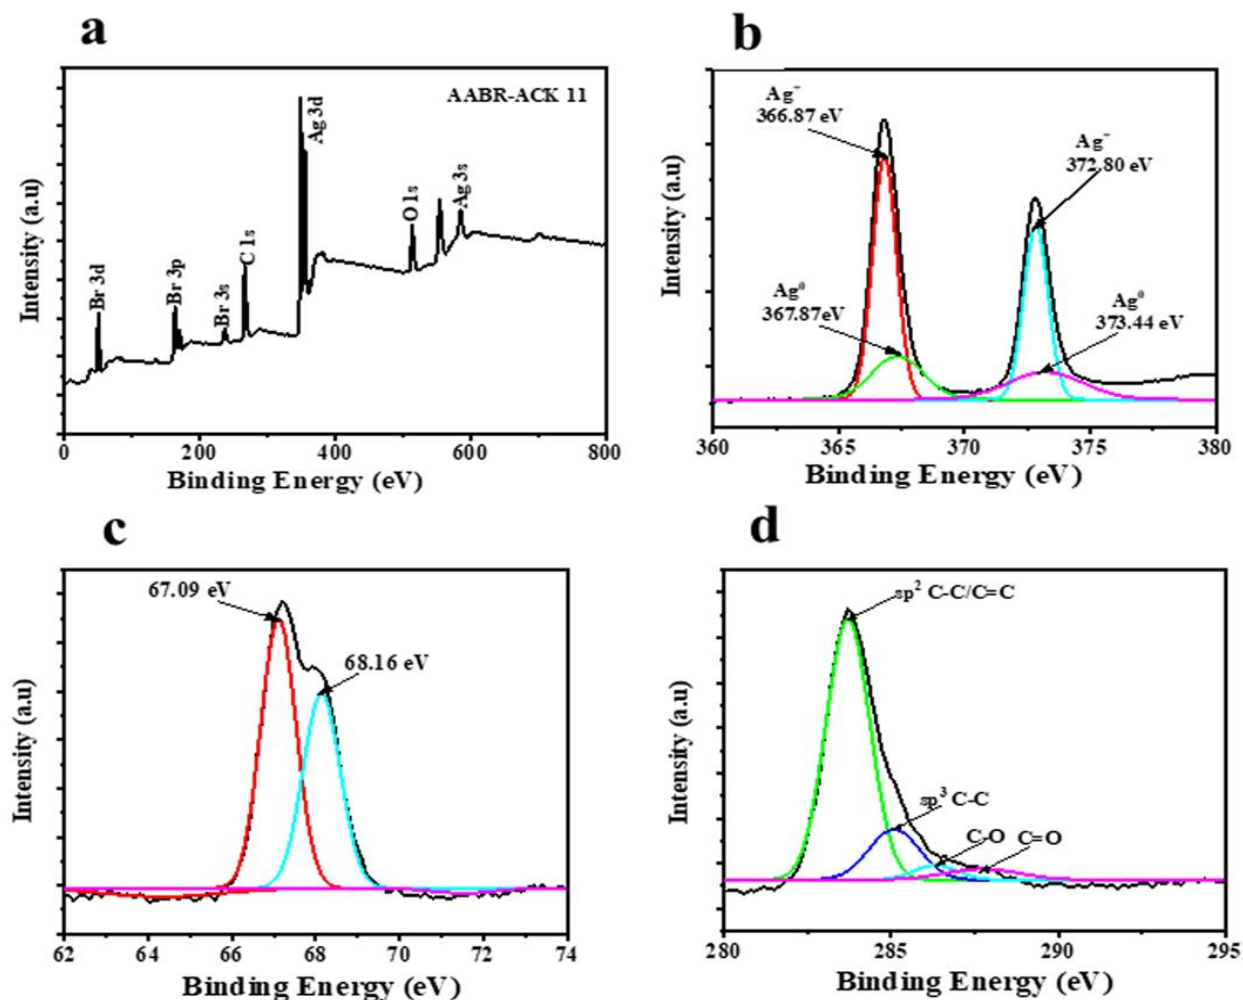 a
AABR-ACK 11
Br 3d
Br 3p
Br 3s
C 1s
Ag 3d
O 1s
Ag 3s
Intensity (a.u)
0
200
400
600
800
Binding Energy (eV)
b
Ag⁺
366.87 eV
Ag⁺
372.80 eV
Ag⁰
367.87eV
Ag⁰
373.44 eV
Intensity (a.u)
360
365
370
375
380
Binding Energy (eV)
c
67.09 eV
68.16 eV
Intensity (a.u)
62
64
66
68
70
72
74
Binding Energy (eV)
d
sp² C-C/C=C
sp³ C-C
C-O
C=O
Intensity (a.u)
280
285
290
295
Binding Energy (eV)